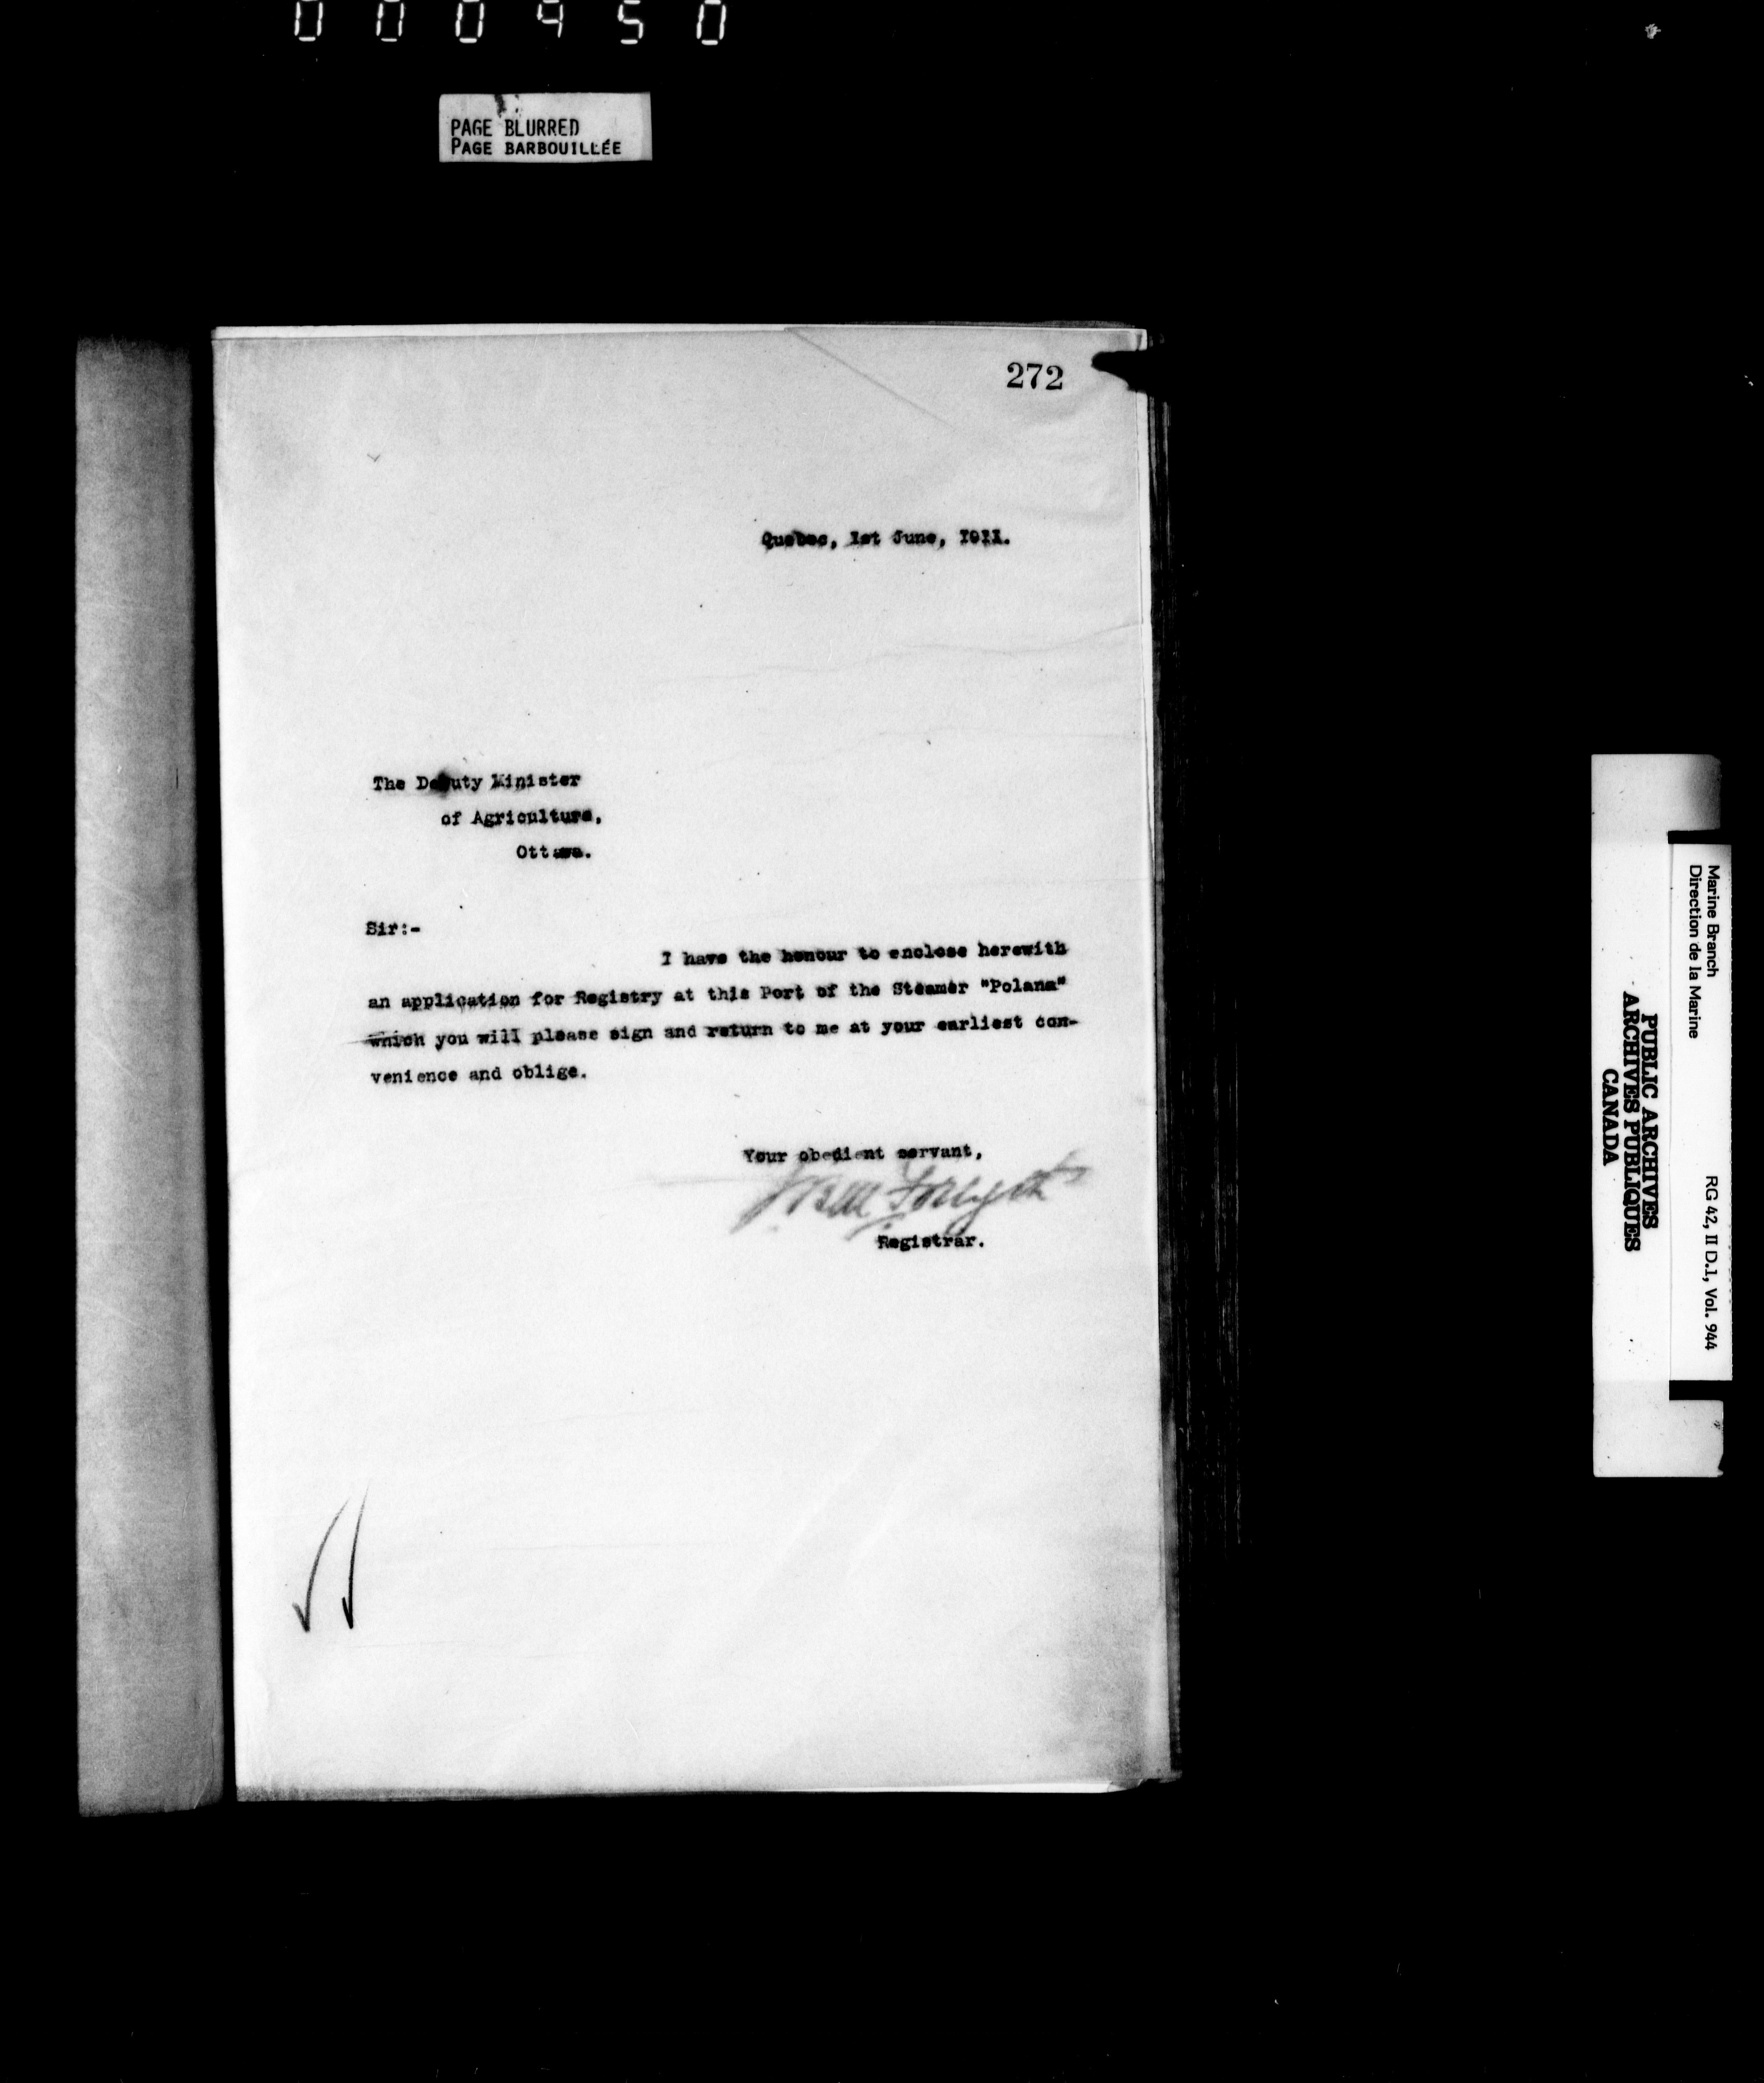 000450
PAGE BLURRED
PAGE BARBOUILLÉE
272
Quebec, 1st June, 1911.
The Deputy Minister
of Agriculture,
Ottawa.
Sir:-
I have the honour to enclose herewith
an application for Registry at this Port of the Steamer "Polana"
which you will please sign and return to me at your earliest con-
venience and oblige.
Your obedient servant,
Forsyth
Registrar.
Marine Branch
Direction de la Marine
RG 42, II D.1, Vol. 944
PUBLIC ARCHIVES
ARCHIVES PUBLIQUES
CANADA